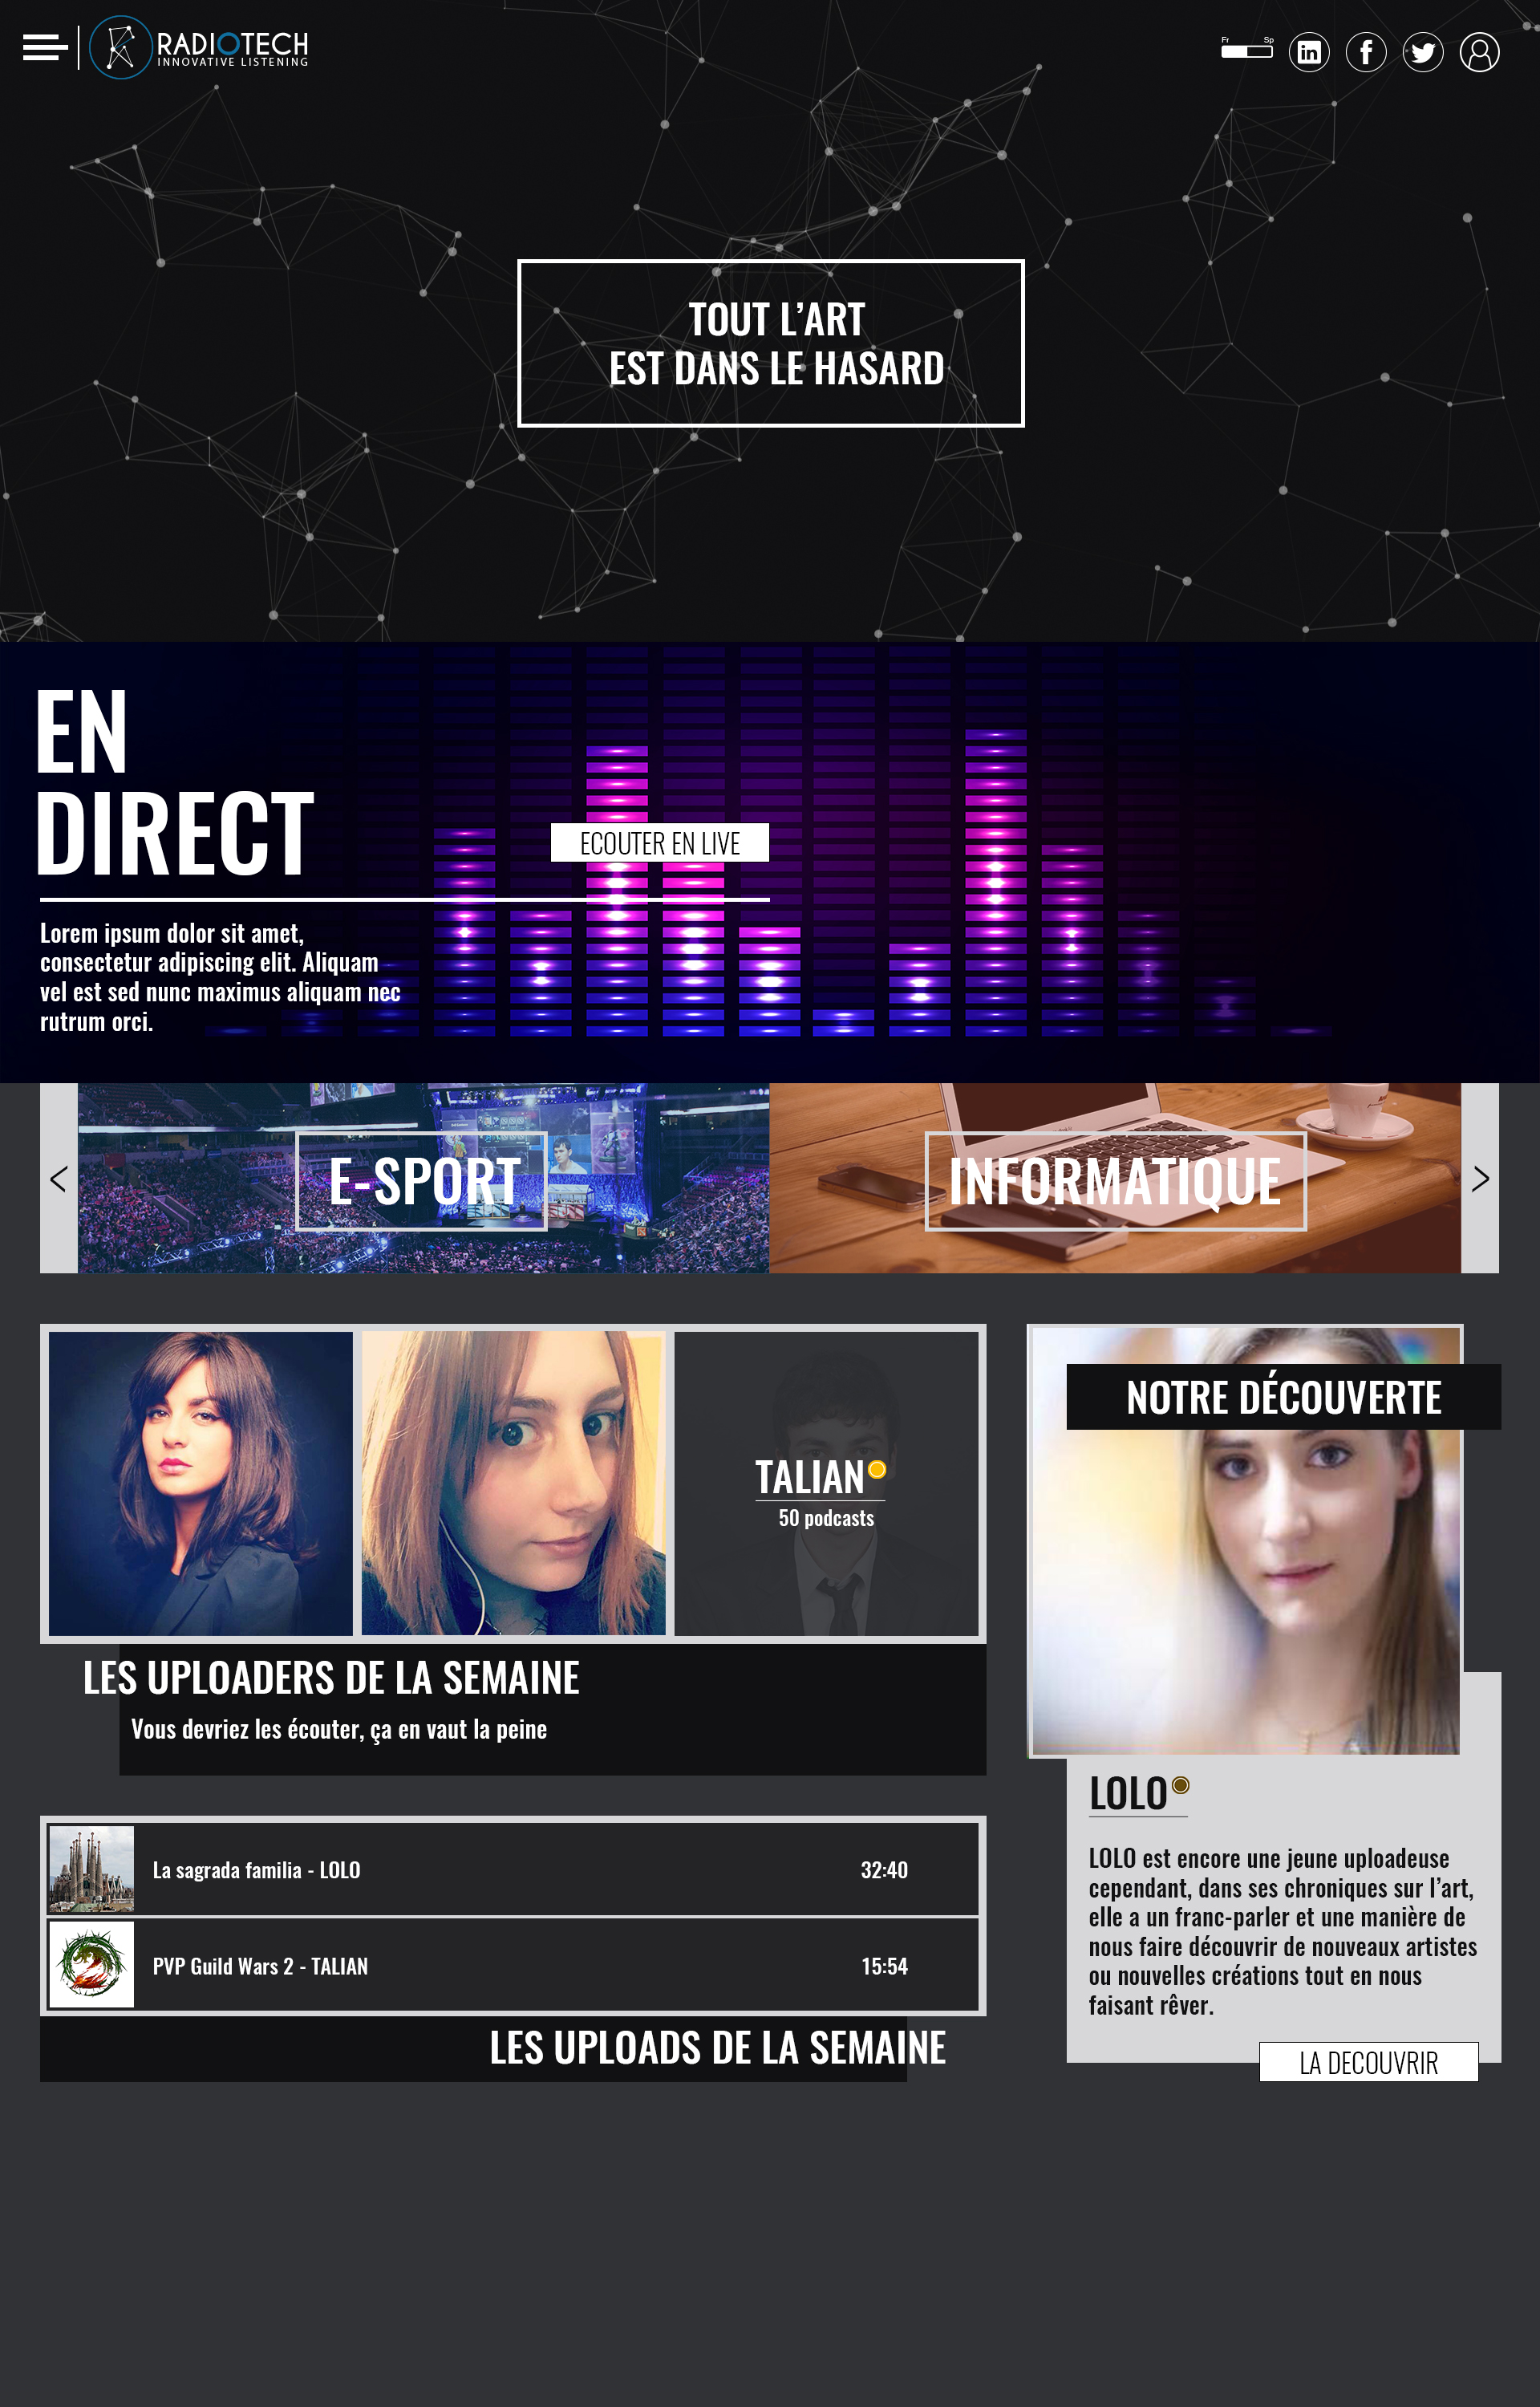 RADIOTECH
INNOVATIVE LISTENING
Fr Sp
in f
TOUT L’ART
EST DANS LE HASARD
EN
DIRECT
ECOUTER EN LIVE
Lorem ipsum dolor sit amet,
consectetur adipiscing elit. Aliquam
vel est sed nunc maximus aliquam nec
rutrum orci.
< E-SPORT INFORMATIQUE >
TALIAN
50 podcasts
LES UPLOADERS DE LA SEMAINE
Vous devriez les écouter, ça en vaut la peine
La sagrada familia - LOLO 32:40
PVP Guild Wars 2 - TALIAN 15:54
LES UPLOADS DE LA SEMAINE
NOTRE DÉCOUVERTE
LOLO
LOLO est encore une jeune uploadeuse
cependant, dans ses chroniques sur l’art,
elle a un franc-parler et une manière de
nous faire découvrir de nouveaux artistes
ou nouvelles créations tout en nous
faisant rêver.
LA DECOUVRIR